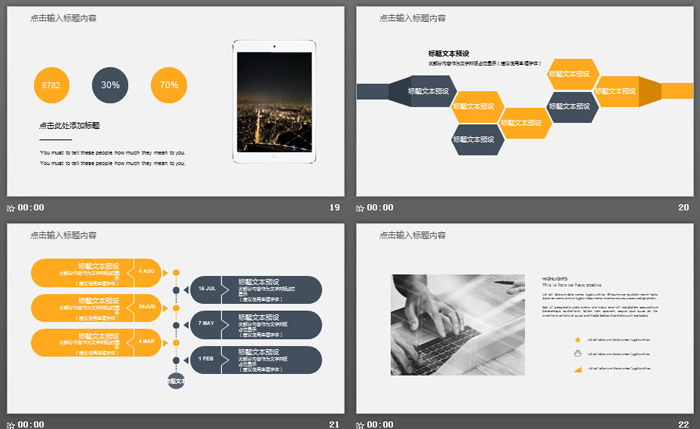 点击输入标题内容
8762
30%
70%
点击此处添加标题
You must to tell these people how much they mean to you.
You must to tell these people how much they mean to you.
00:00
19
点击输入标题内容
标题文本预设
此部分内容作为文字排版占位显示（建议使用主题字体）
标题文本预设
标题文本预设
标题文本预设
标题文本预设
标题文本预设
标题文本预设
标题文本预设
00:00
20
点击输入标题内容
标题文本预设
此部分内容作为文字排版占位显示
（建议使用主题字体）
4 AGU
标题文本预设
此部分内容作为文字排版占位显示
（建议使用主题字体）
24JUN
标题文本预设
此部分内容作为文字排版占位显示
（建议使用主题字体）
4 MAR
16 JUL
标题文本预设
此部分内容作为文字排版
占位显示
（建议使用主题字体）
7 MAY
标题文本预设
此部分内容作为文字排版
占位显示
（建议使用主题字体）
1 FEB
标题文本预设
此部分内容作为文字排版
占位显示
（建议使用主题字体）
标题文本
00:00
21
点击输入标题内容
HIGHLIGHTS
This is how we have creative
00:00
22